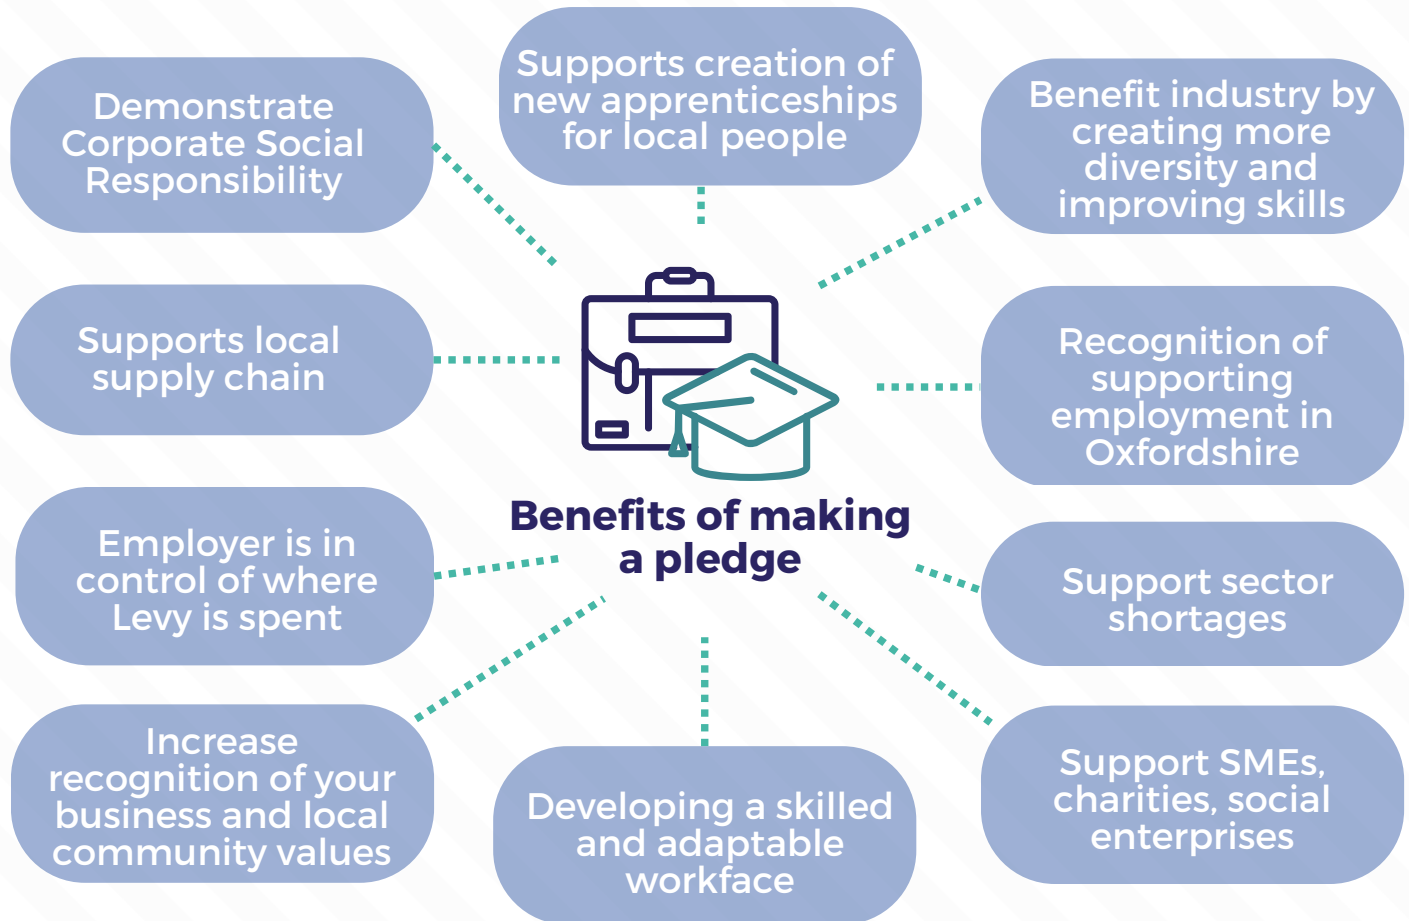 Supports creation of
new apprenticeships
for local people
Demonstrate
Corporate Social
Responsibility
Benefit industry by
creating more
diversity and
improving skills
Supports local
supply chain
Recognition of
supporting
employment in
Oxfordshire
Benefits of making
a pledge
Employer is in
control of where
Levy is spent
Support sector
shortages
Increase
recognition of your
business and local
community values
Developing a skilled
and adaptable
workface
Support SMEs,
charities, social
enterprises